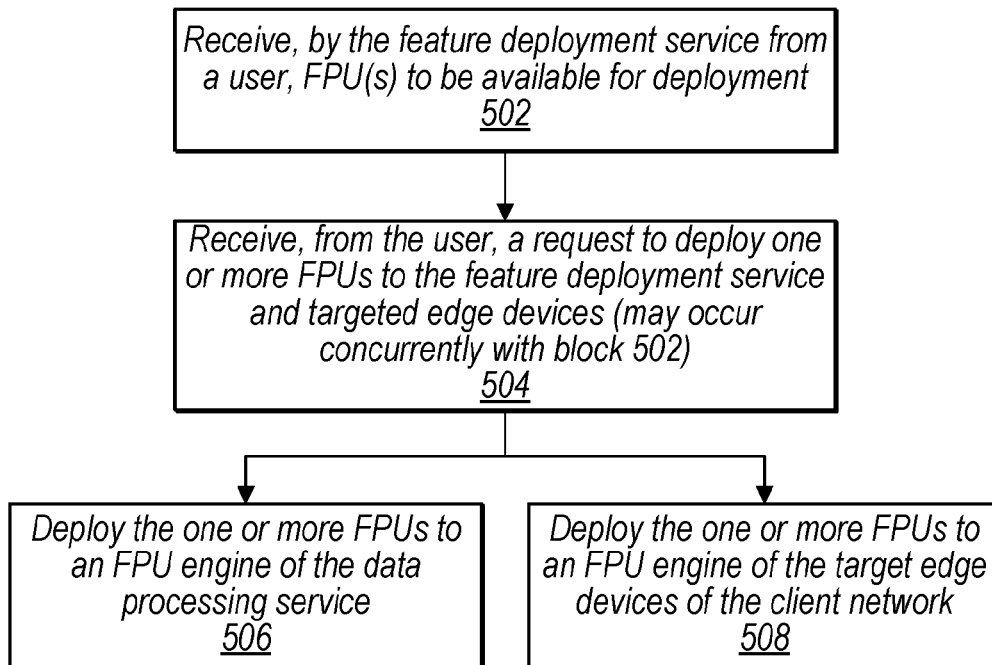 Receive, by the feature deployment service from
a user, FPU(s) to be available for deployment
502
Receive, from the user, a request to deploy one
or more FPUs to the feature deployment service
and targeted edge devices (may occur
concurrently with block 502)
504
Deploy the one or more FPUs to
an FPU engine of the data
processing service
506
Deploy the one or more FPUs to
an FPU engine of the target edge
devices of the client network
508